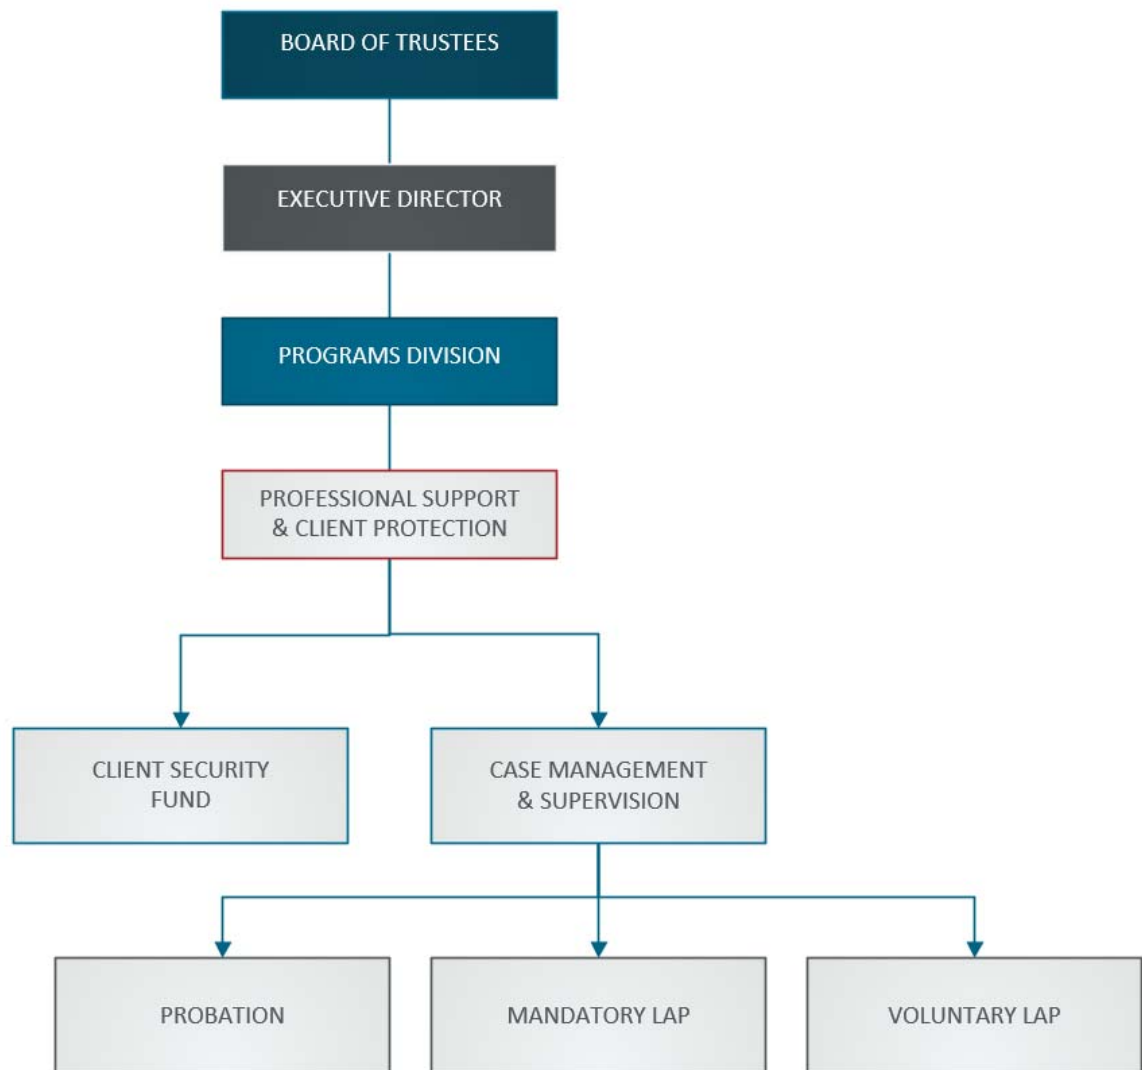 BOARD OF TRUSTEES
EXECUTIVE DIRECTOR
PROGRAMS DIVISION
PROFESSIONAL SUPPORT
& CLIENT PROTECTION
CLIENT SECURITY
FUND
CASE MANAGEMENT
& SUPERVISION
PROBATION
MANDATORY LAP
VOLUNTARY LAP